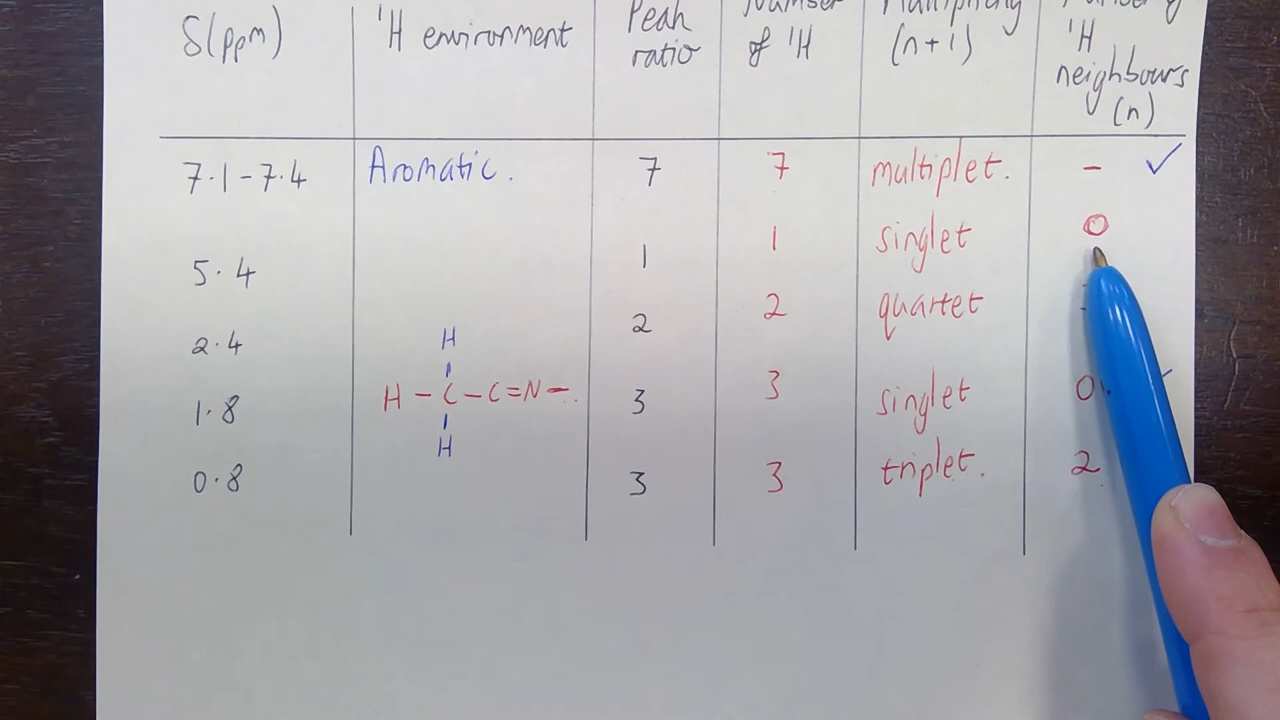 δ(ppm) ¹H environment Peak ratio Number of ¹H (n+1) ¹H neighbours (n)
7.1-7.4 Aromatic. 7 7 multiplet. - ✓
5.4 1 1 singlet 0
2.4 2 2 quartet
H
1.8 H-C-C=N- 3 3 singlet 0
H
0.8 3 3 triplet. 2